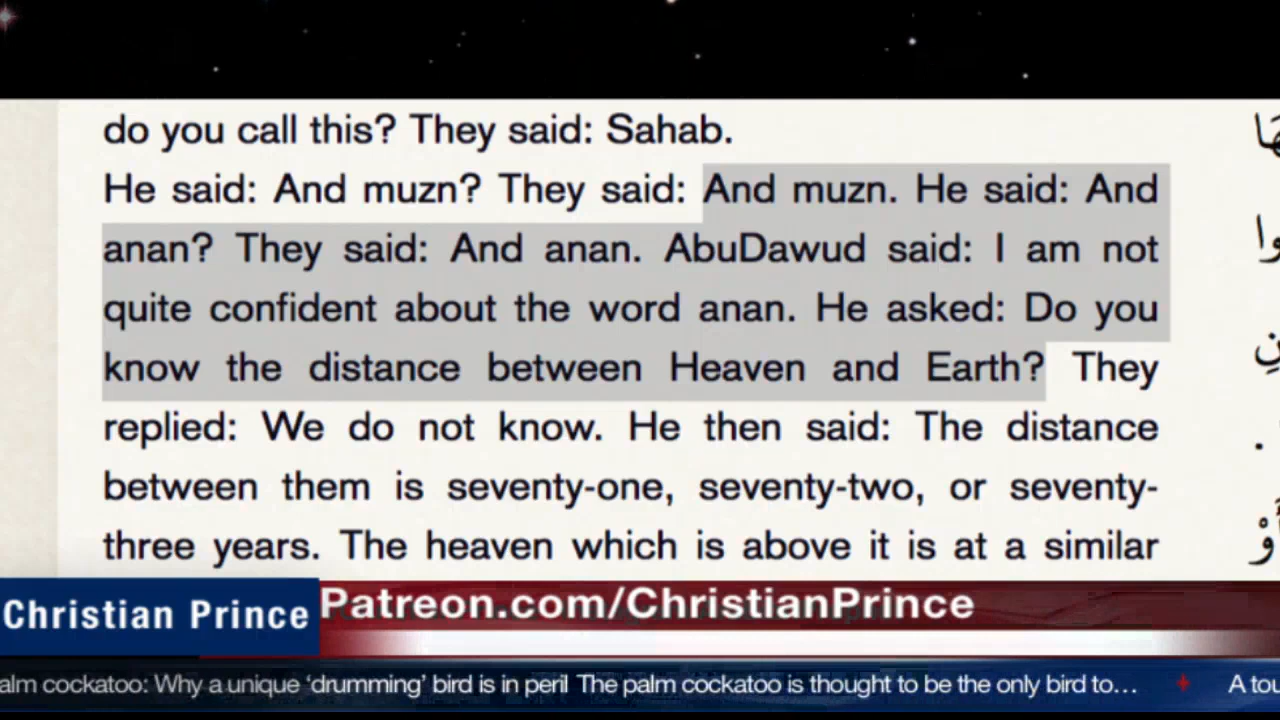 do you call this? They said: Sahab.
He said: And muzn? They said: And muzn. He said: And
anan? They said: And anan. AbuDawud said: I am not
quite confident about the word anan. He asked: Do you
know the distance between Heaven and Earth? They
replied: We do not know. He then said: The distance
between them is seventy-one, seventy-two, or seventy-
three years. The heaven which is above it is at a similar
Christian Prince
Patreon.com/ChristianPrince
alm cockatoo: Why a unique ‘drumming’ bird is in peril The palm cockatoo is thought to be the only bird to… A tou